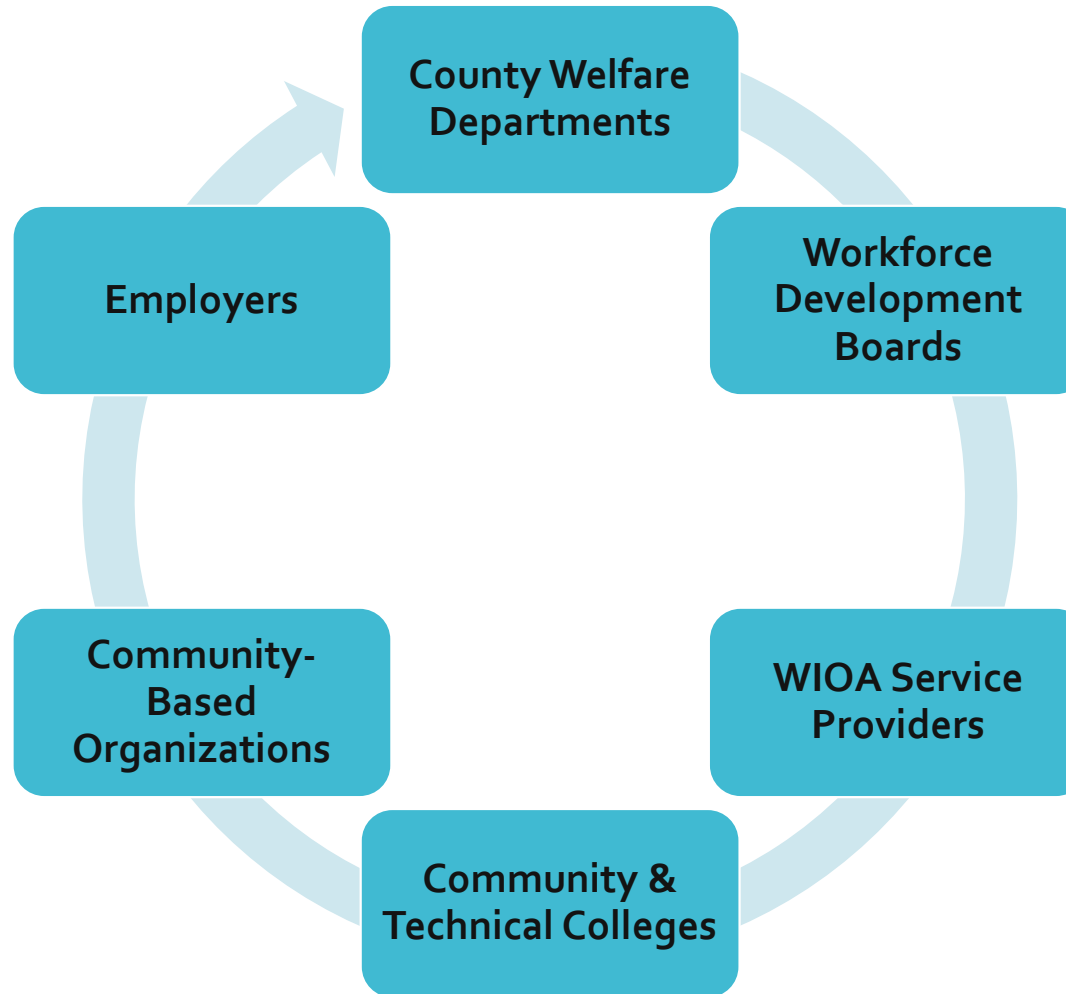 County Welfare
Departments
Workforce
Development
Boards
WIOA Service
Providers
Community &
Technical Colleges
Community-
Based
Organizations
Employers